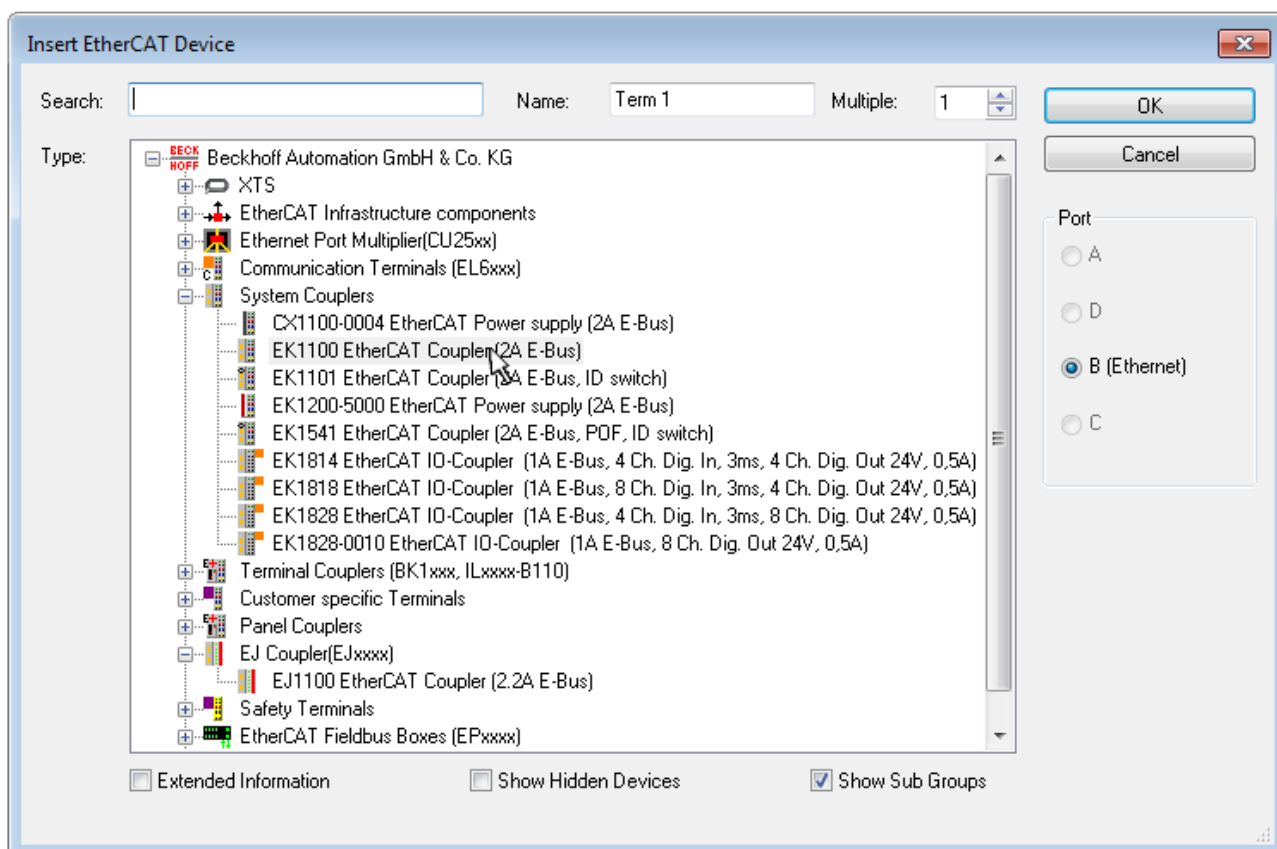 Insert EtherCAT Device
Search: Name: Term 1 Multiple: 1 OK
Type: Cancel
BECK HOFF Beckhoff Automation GmbH & Co. KG
XTS
EtherCAT Infrastructure components
Ethernet Port Multiplier(CU25xx)
Communication Terminals (EL6xxx)
System Couplers
CX1100-0004 EtherCAT Power supply (2A E-Bus)
EK1100 EtherCAT Coupler (2A E-Bus)
EK1101 EtherCAT Coupler (2A E-Bus, ID switch)
EK1200-5000 EtherCAT Power supply (2A E-Bus)
EK1541 EtherCAT Coupler (2A E-Bus, POF, ID switch)
EK1814 EtherCAT IO-Coupler (1A E-Bus, 4 Ch. Dig. In, 3ms, 4 Ch. Dig. Out 24V, 0,5A)
EK1818 EtherCAT IO-Coupler (1A E-Bus, 8 Ch. Dig. In, 3ms, 4 Ch. Dig. Out 24V, 0,5A)
EK1828 EtherCAT IO-Coupler (1A E-Bus, 4 Ch. Dig. In, 3ms, 8 Ch. Dig. Out 24V, 0,5A)
EK1828-0010 EtherCAT IO-Coupler (1A E-Bus, 8 Ch. Dig. Out 24V, 0,5A)
Terminal Couplers (BK1xxx, ILxxxx-B110)
Customer specific Terminals
Panel Couplers
EJ Coupler(EJxxxx)
EJ1100 EtherCAT Coupler (2.2A E-Bus)
Safety Terminals
EtherCAT Fieldbus Boxes (EPxxxx)
Port
A
D
B (Ethernet)
C
Extended Information Show Hidden Devices Show Sub Groups